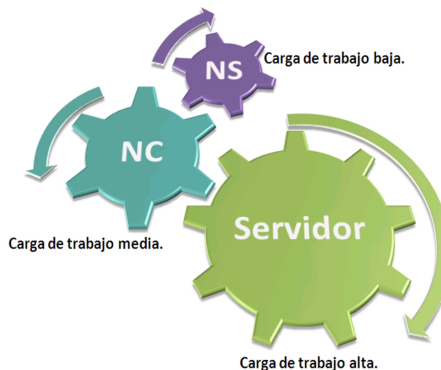 NS
Carga de trabajo baja.
NC
Carga de trabajo media.
Servidor
Carga de trabajo alta.